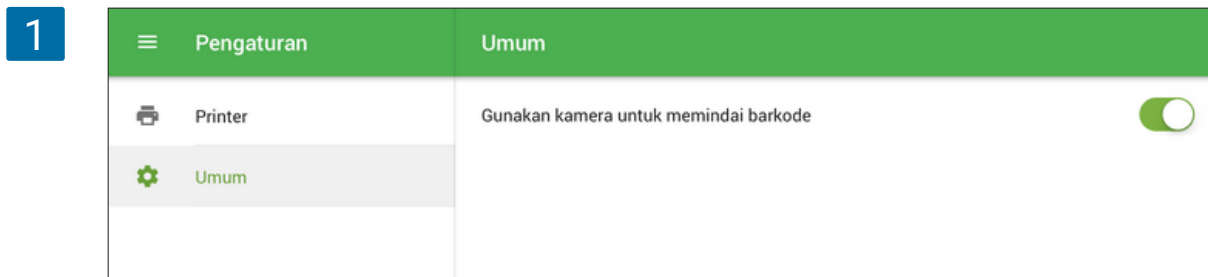 1
Pengaturan
Umum
Printer
Gunakan kamera untuk memindai barkode
Umum